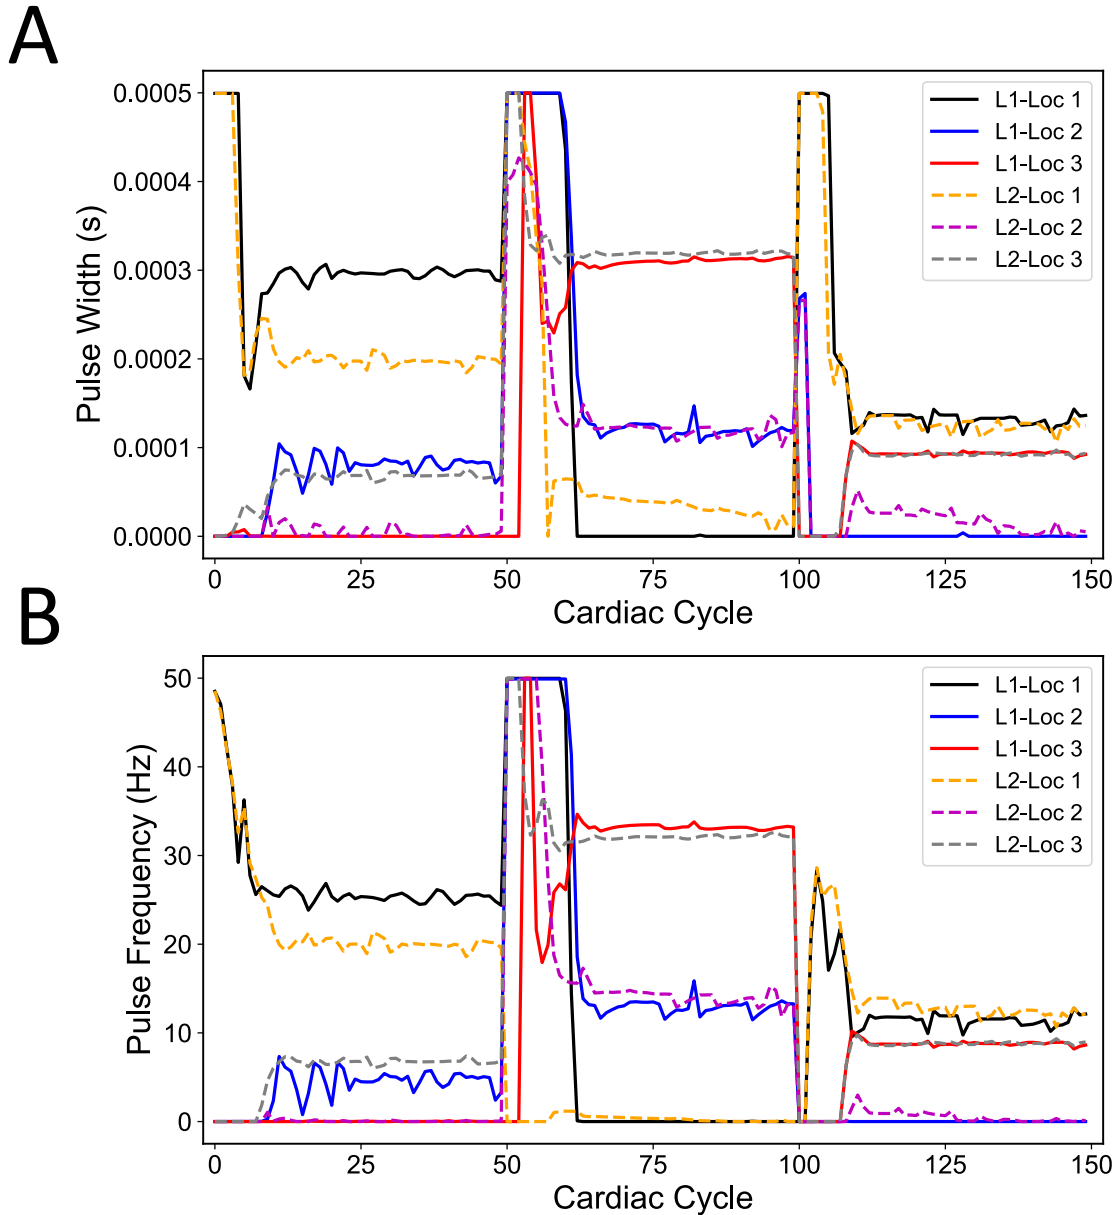 A
0.0005
0.0004
0.0003
0.0002
0.0001
0.0000
Pulse Width (s)
L1-Loc 1
L1-Loc 2
L1-Loc 3
L2-Loc 1
L2-Loc 2
L2-Loc 3
0 25 50 75 100 125 150
Cardiac Cycle
B
50
40
30
20
10
0
Pulse Frequency (Hz)
L1-Loc 1
L1-Loc 2
L1-Loc 3
L2-Loc 1
L2-Loc 2
L2-Loc 3
0 25 50 75 100 125 150
Cardiac Cycle